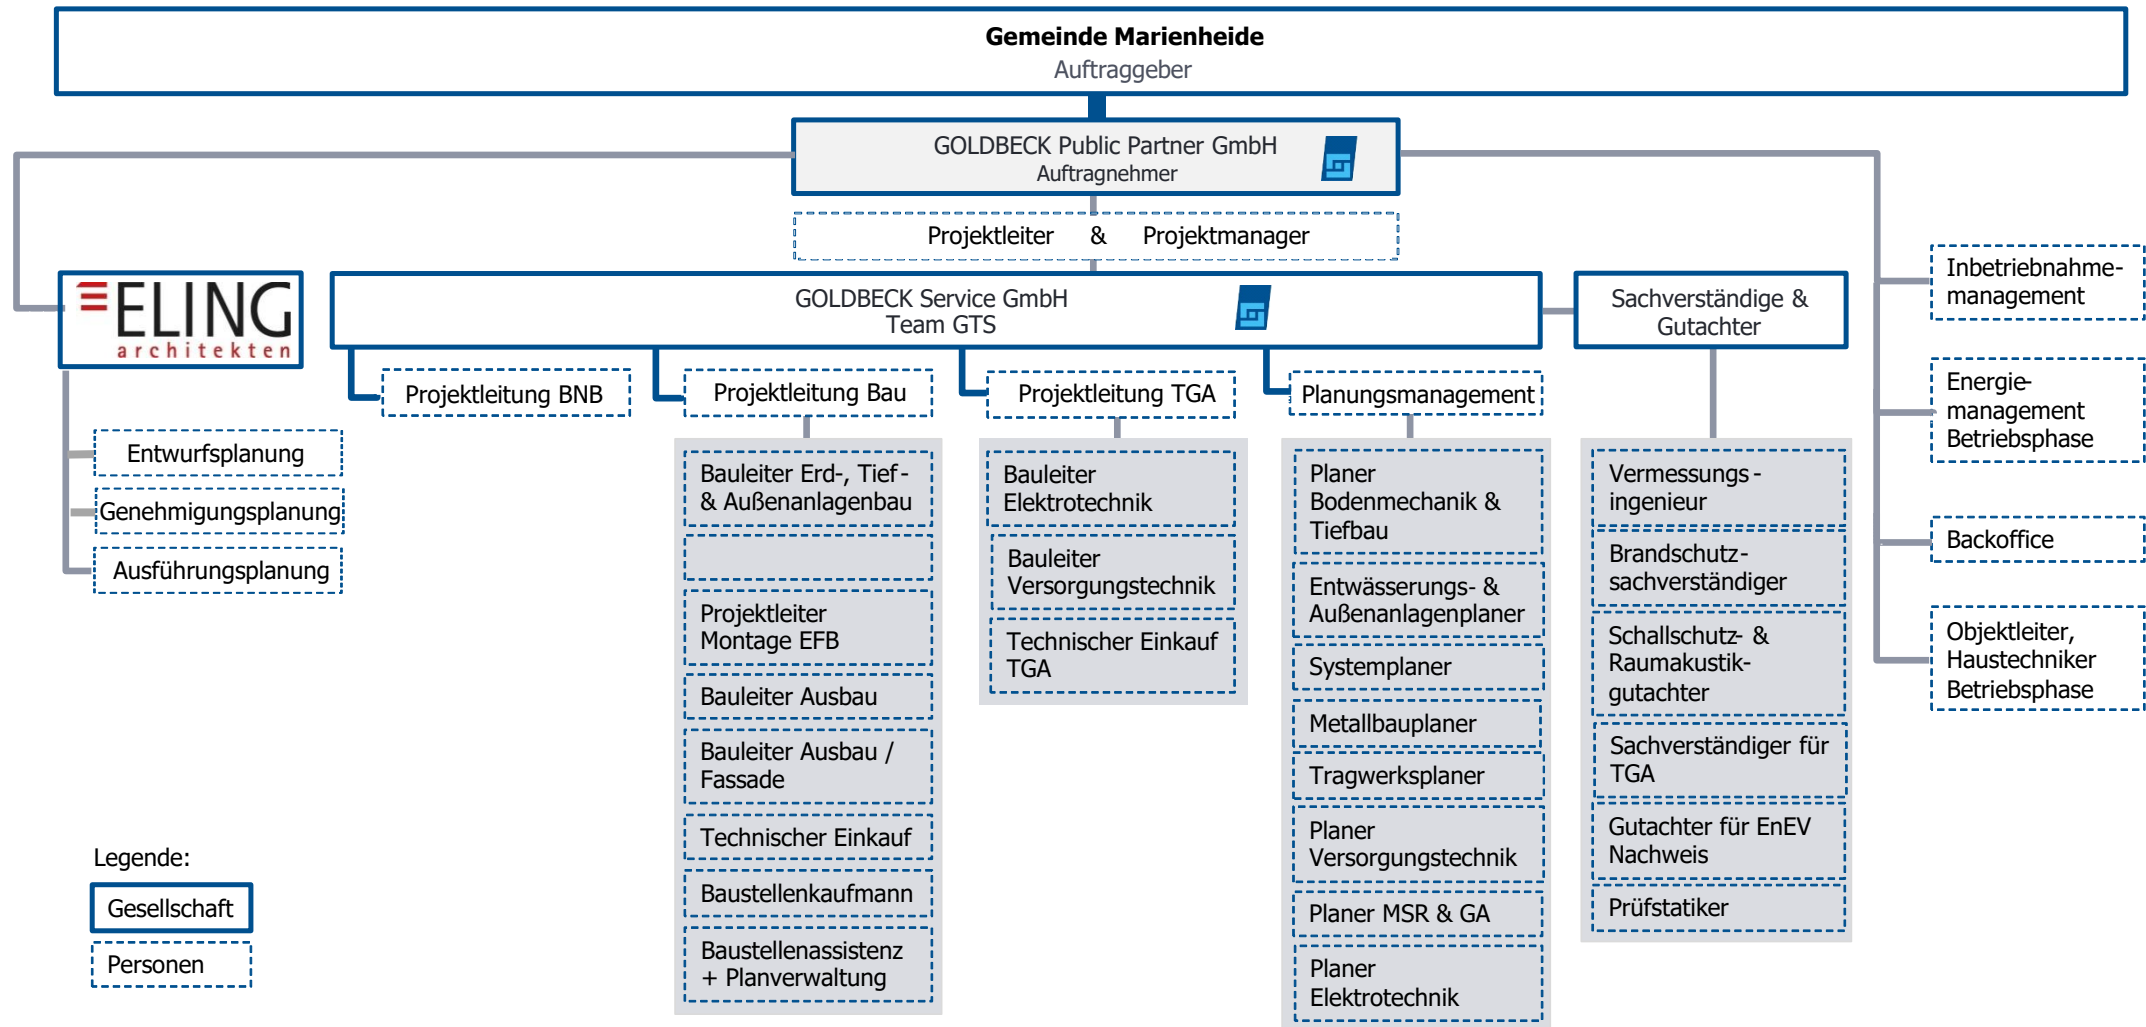 Gemeinde Marienheide
Auftraggeber
GOLDBECK Public Partner GmbH
Auftragnehmer
Projektleiter & Projektmanager
ELING
architekten
GOLDBECK Service GmbH
Team GTS
Sachverständige &
Gutachter
Inbetriebnahme-
management
Energie-
management
Betriebsphase
Backoffice
Objektleiter,
Haustechniker
Betriebsphase
Entwurfsplanung
Genehmigungsplanung
Ausführungsplanung
Projektleitung BNB
Projektleitung Bau
Bauleiter Erd-, Tief-
& Außenanlagenbau
Projektleiter
Montage EFB
Bauleiter Ausbau
Bauleiter Ausbau /
Fassade
Technischer Einkauf
Baustellenkaufmann
Baustellenassistenz
+ Planverwaltung
Projektleitung TGA
Bauleiter
Elektrotechnik
Bauleiter
Versorgungstechnik
Technischer Einkauf
TGA
Planungsmanagement
Planer
Bodenmechanik &
Tiefbau
Entwässerungs- &
Außenanlagenplaner
Systemplaner
Metallbauplaner
Tragwerksplaner
Planer
Versorgungstechnik
Planer MSR & GA
Planer
Elektrotechnik
Vermessungs-
ingenieur
Brandschutz-
sachverständiger
Schallschutz- &
Raumakustik-
gutachter
Sachverständiger für
TGA
Gutachter für EnEV
Nachweis
Prüfstatiker
Legende:
Gesellschaft
Personen